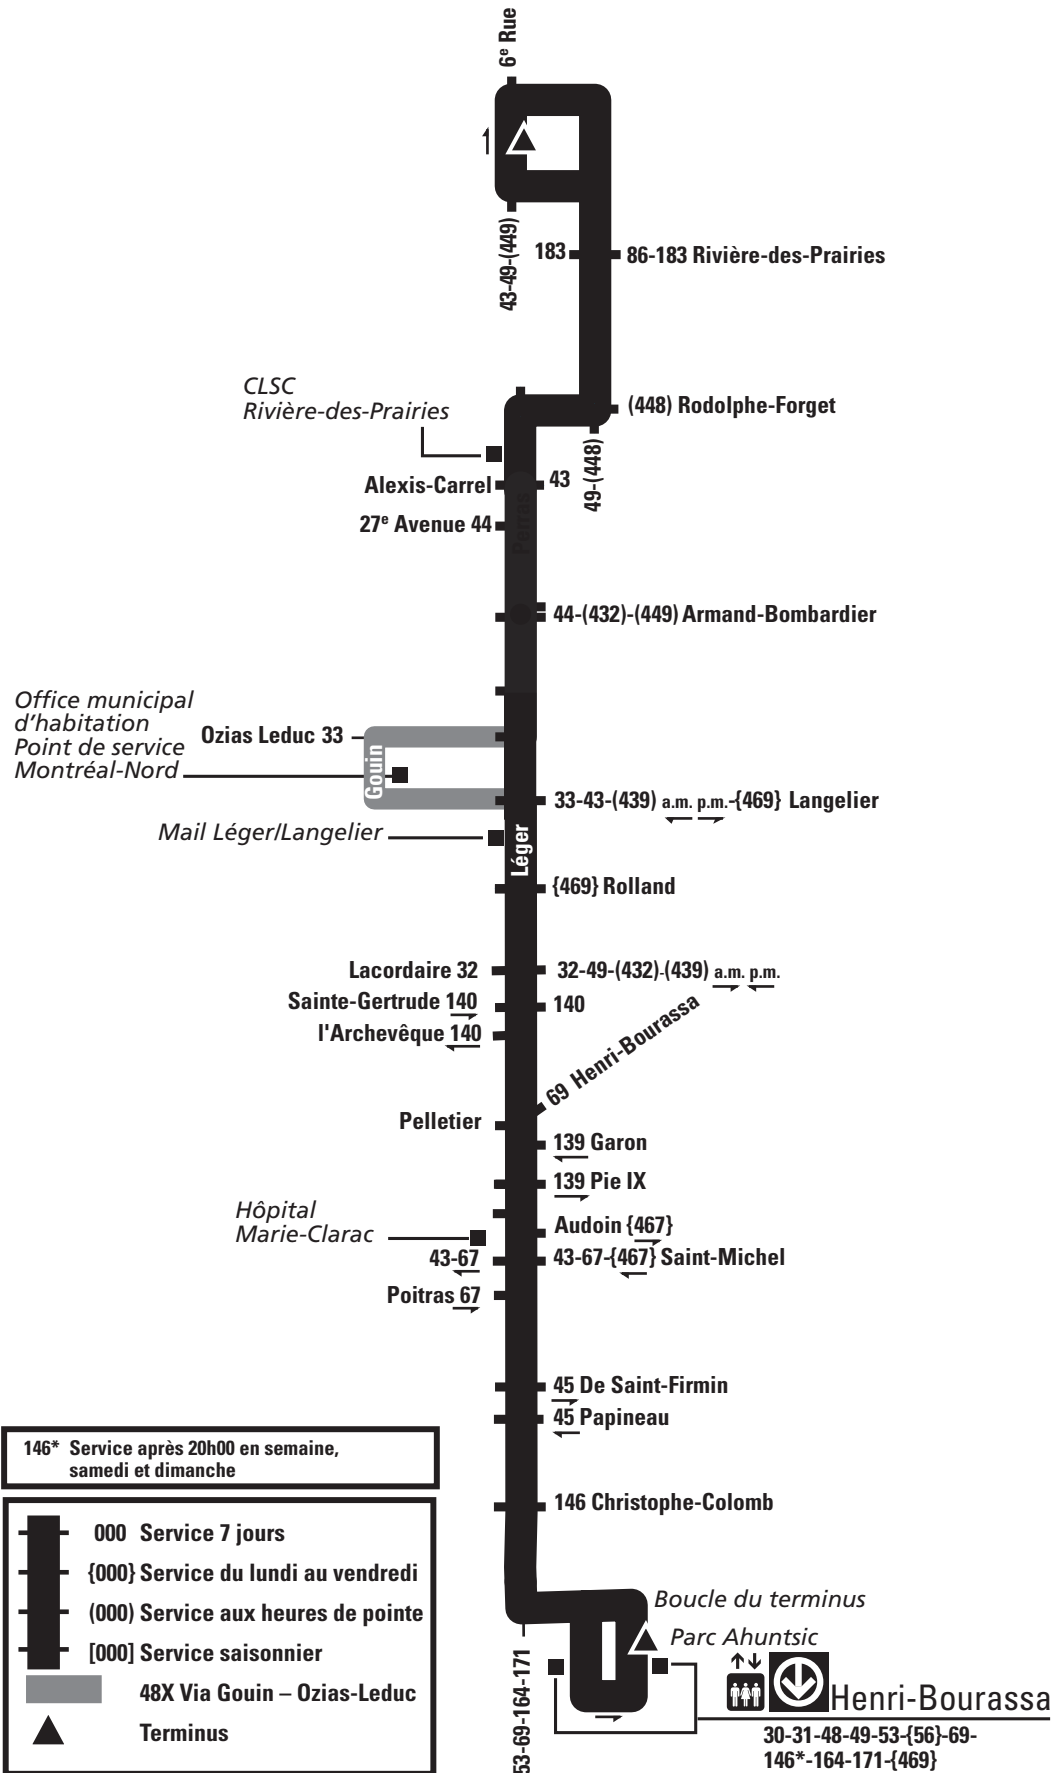 6e Rue
43-49-(449)
183
86-183 Rivière-des-Prairies
CLSC
Rivière-des-Prairies
(448) Rodolphe-Forget
49-(448)
Alexis-Carrel
43
27e Avenue 44
Perras
44-(432)-(449) Armand-Bombardier
Office municipal
d'habitation
Point de service
Montréal-Nord
Ozias Leduc 33
Gouin
33-43-(439) a.m. p.m.-{469} Langelier
Mail Léger/Langelier
Léger
{469} Rolland
Lacordaire 32
32-49-(432)-(439) a.m. p.m.
Sainte-Gertrude 140
140
l'Archevêque 140
69 Henri-Bourassa
Pelletier
139 Garon
139 Pie IX
Hôpital
Marie-Clarac
Audoin {467}
43-67
43-67-{467} Saint-Michel
Poitras 67
45 De Saint-Firmin
45 Papineau
146* Service après 20h00 en semaine,
samedi et dimanche
146 Christophe-Colomb
000 Service 7 jours
{000} Service du lundi au vendredi
(000) Service aux heures de pointe
[000] Service saisonnier
48X Via Gouin – Ozias-Leduc
Terminus
53-69-164-171
Boucle du terminus
Parc Ahuntsic
Henri-Bourassa
30-31-48-49-53-{56}-69-
146*-164-171-{469}